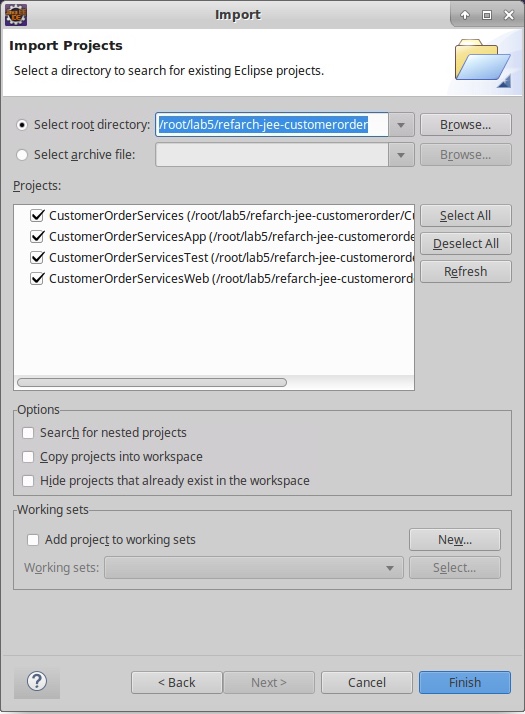 Import
Import Projects
Select a directory to search for existing Eclipse projects.
Select root directory: /root/lab5/refarch-jee-customerorder Browse...
Select archive file: Browse...
Projects:
CustomerOrderServices (/root/lab5/refarch-jee-customerorder/Cu
CustomerOrderServicesApp (/root/lab5/refarch-jee-customerorde
CustomerOrderServicesTest (/root/lab5/refarch-jee-customerorde
CustomerOrderServicesWeb (/root/lab5/refarch-jee-customerord
Select All
Deselect All
Refresh
Options
Search for nested projects
Copy projects into workspace
Hide projects that already exist in the workspace
Working sets
Add project to working sets New...
Working sets: Select...
? < Back Next > Cancel Finish